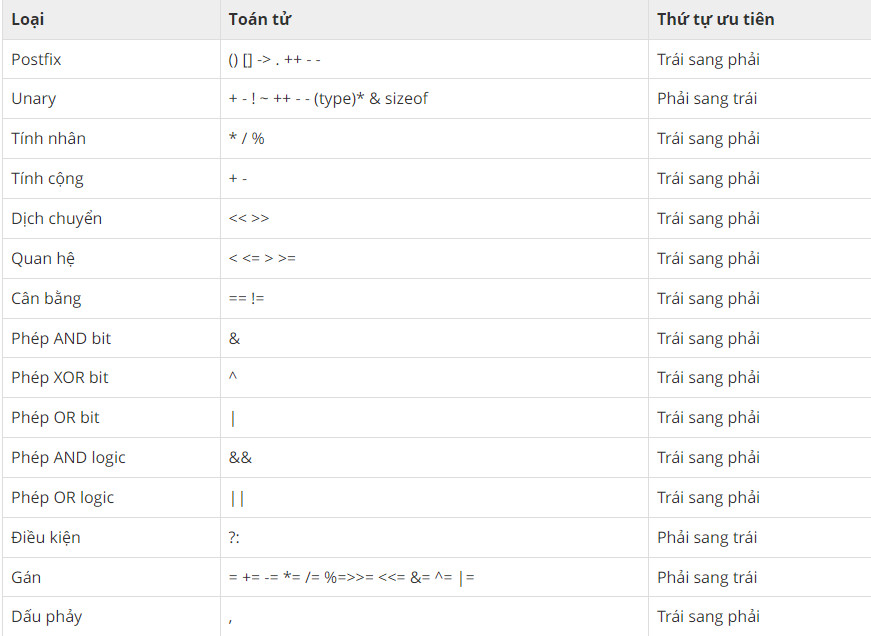 Loại Toán tử Thứ tự ưu tiên
Postfix () [] -> . ++ - - Trái sang phải
Unary + - ! ~ ++ - - (type)* & sizeof Phải sang trái
Tính nhân * / % Trái sang phải
Tính cộng + - Trái sang phải
Dịch chuyển << >> Trái sang phải
Quan hệ < <= > >= Trái sang phải
Cân bằng == != Trái sang phải
Phép AND bit & Trái sang phải
Phép XOR bit ^ Trái sang phải
Phép OR bit | Trái sang phải
Phép AND logic && Trái sang phải
Phép OR logic || Trái sang phải
Điều kiện ?: Phải sang trái
Gán = += -= *= /= %=>>= <<= &= ^= |= Phải sang trái
Dấu phảy , Trái sang phải